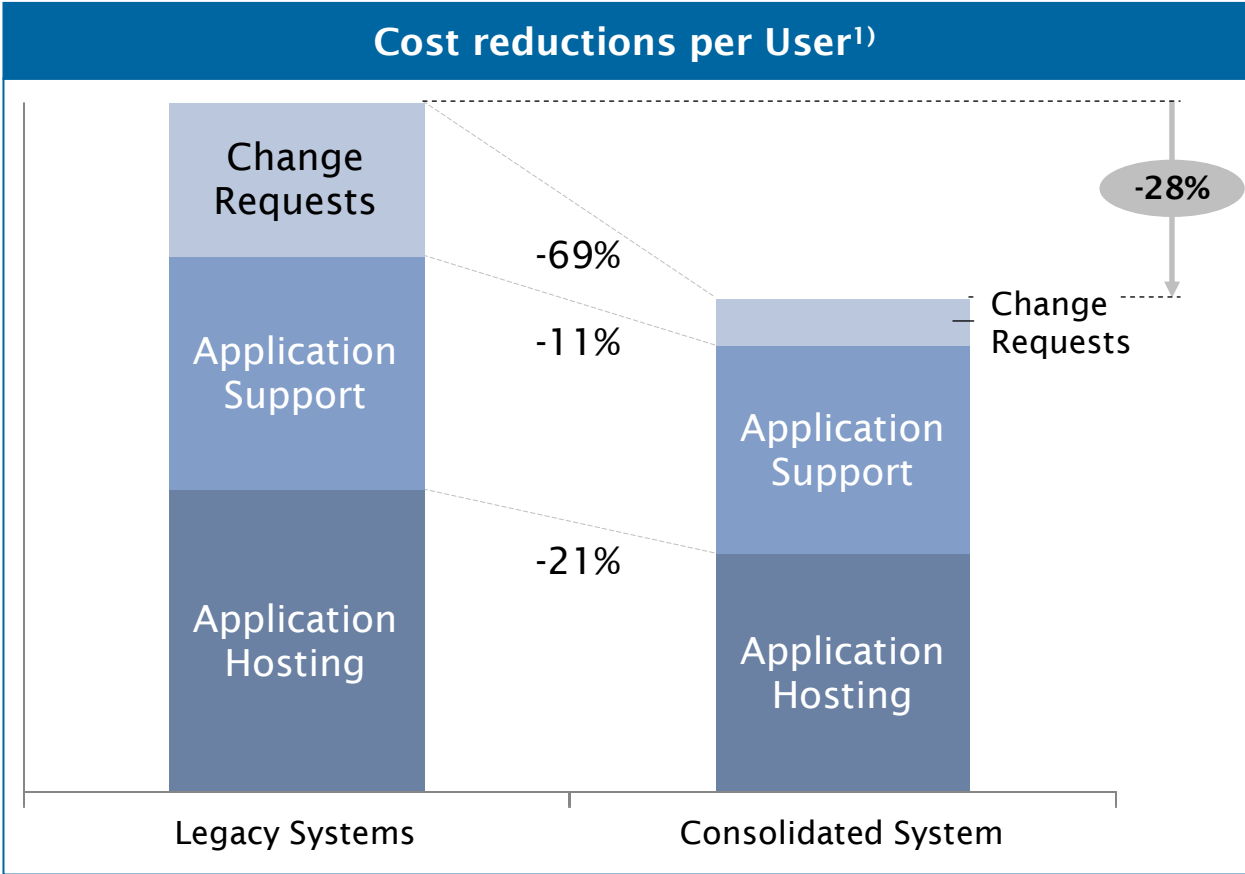 Cost reductions per User1)
Change
Requests
-28%
-69%
Change
Requests
-11%
Application
Support
Application
Support
-21%
Application
Hosting
Application
Hosting
Legacy Systems
Consolidated System